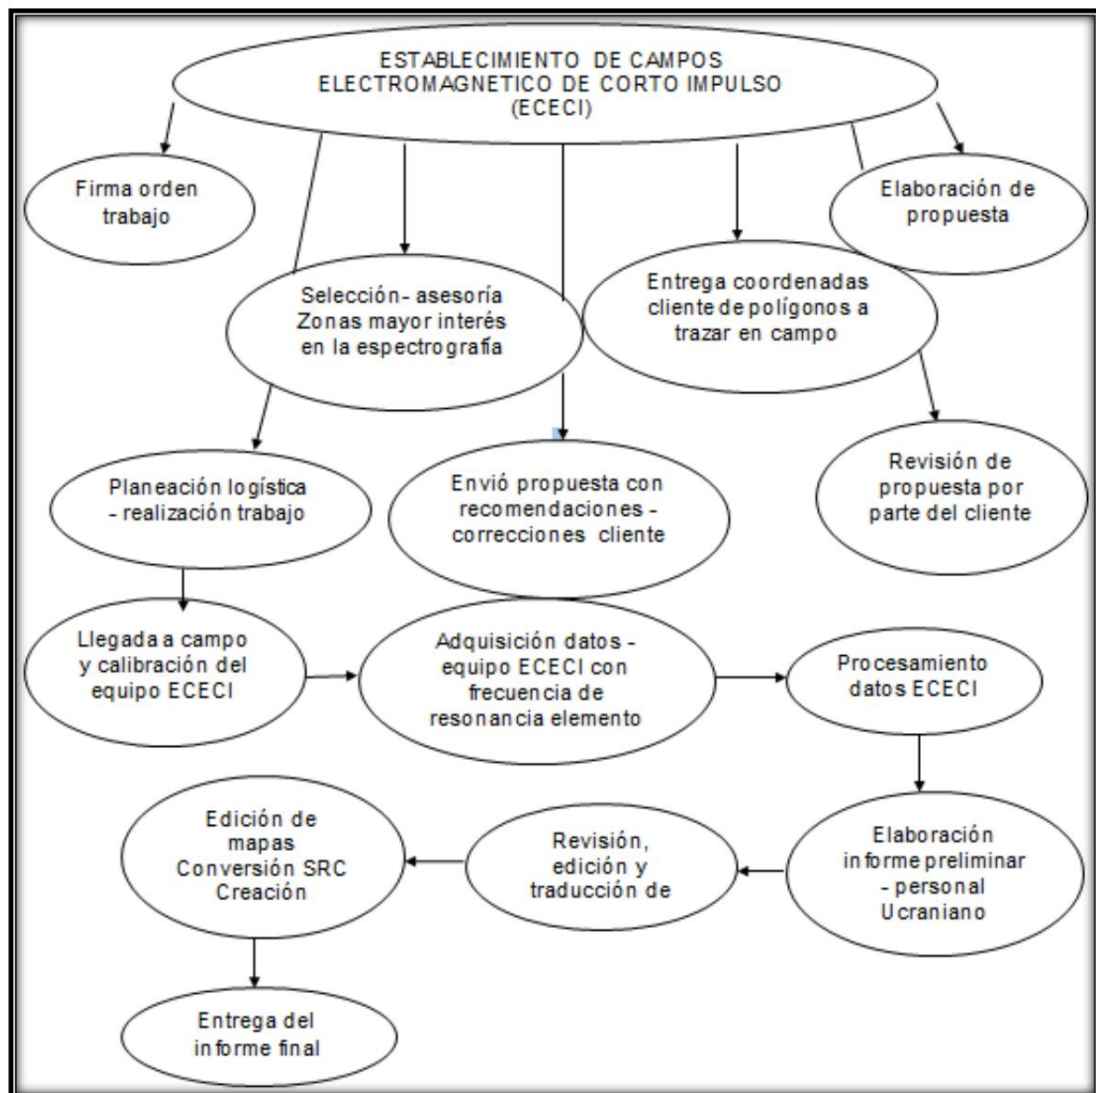 ESTABLECIMIENTO DE CAMPOS
ELECTROMAGNETICO DE CORTO IMPULSO
(ECECI)
Firma orden
trabajo
Elaboración de
propuesta
Selección- asesoría
Zonas mayor interés
en la espectrografía
Entrega coordenadas
cliente de polígonos a
trazar en campo
Planeación logística
- realización trabajo
Envió propuesta con
recomendaciones -
correcciones cliente
Revisión de
propuesta por
parte del cliente
Llegada a campo
y calibración del
equipo ECECI
Adquisición datos -
equipo ECECI con
frecuencia de
resonancia elemento
Procesamiento
datos ECECI
Edición de
mapas
Conversión SRC
Creación
Revisión,
edición y
traducción de
Elaboración
informe preliminar
- personal
Ucraniano
Entrega del
informe final